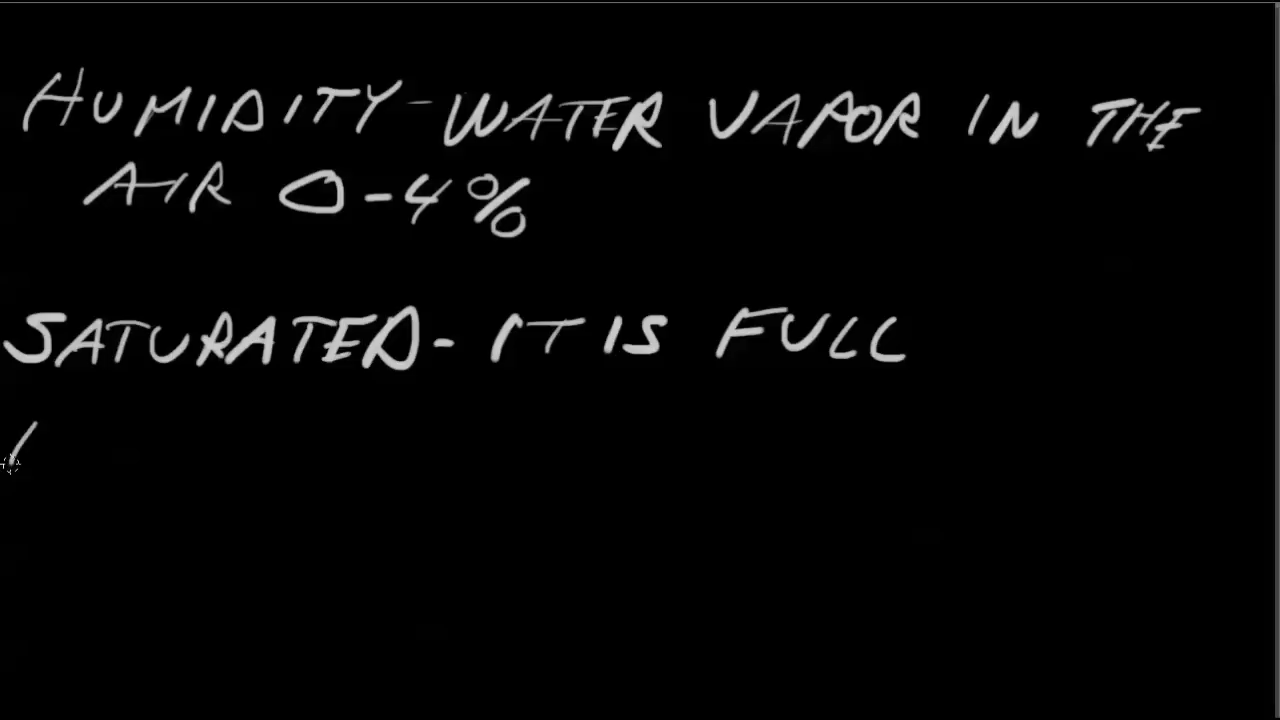 HUMIDITY-WATER VAPOR IN THE
AIR 0-4%
SATURATED- IT IS FULL